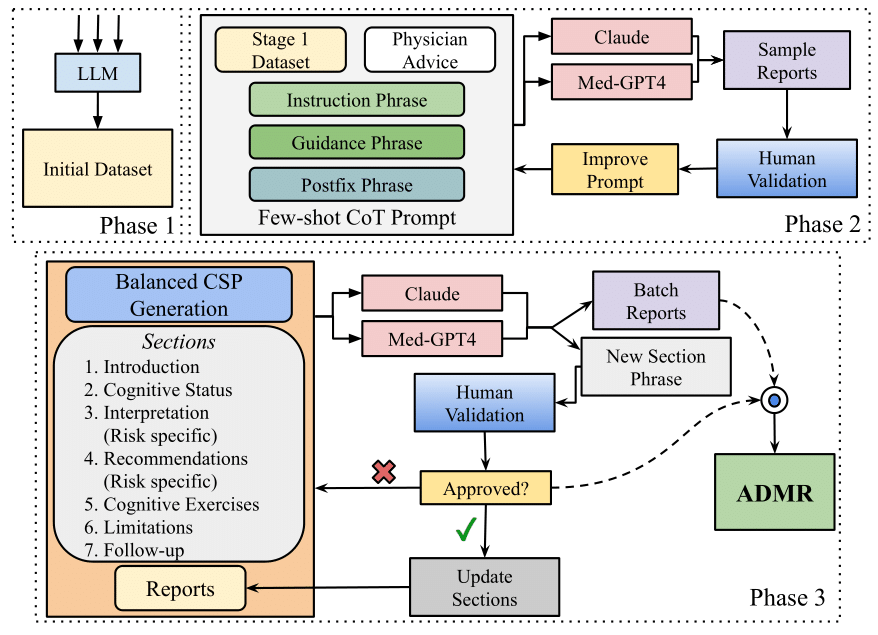 LLM
Initial Dataset
Phase 1
Stage 1
Dataset
Physician
Advice
Instruction Phrase
Guidance Phrase
Postfix Phrase
Few-shot CoT Prompt
Claude
Med-GPT4
Sample
Reports
Improve
Prompt
Human
Validation
Phase 2
Balanced CSP
Generation
Sections
1. Introduction
2. Cognitive Status
3. Interpretation
(Risk specific)
4. Recommendations
(Risk specific)
5. Cognitive Exercises
6. Limitations
7. Follow-up
Reports
Claude
Med-GPT4
Batch
Reports
New Section
Phrase
Human
Validation
Approved?
Update
Sections
ADMR
Phase 3